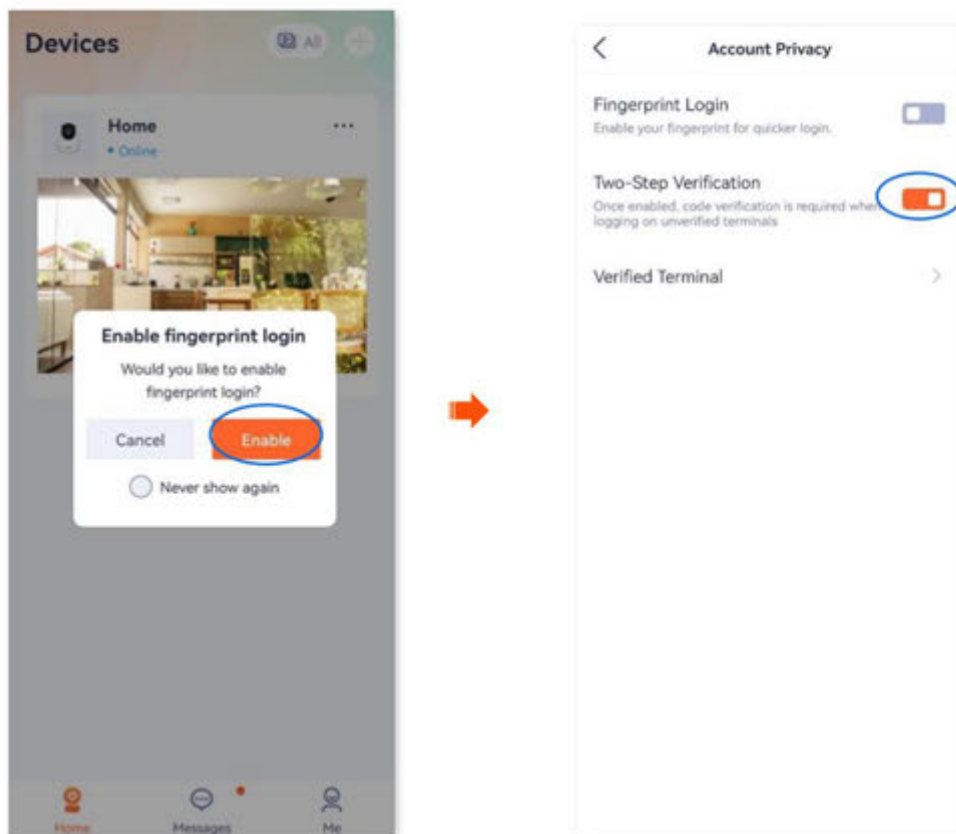 Devices
All
Home
...
• Online
Enable fingerprint login
Would you like to enable
fingerprint login?
Cancel
Enable
Never show again
Home
Messages
Me
Account Privacy
Fingerprint Login
Enable your fingerprint for quicker login.
Two-Step Verification
Once enabled, code verification is required when
logging on unverified terminals
Verified Terminal